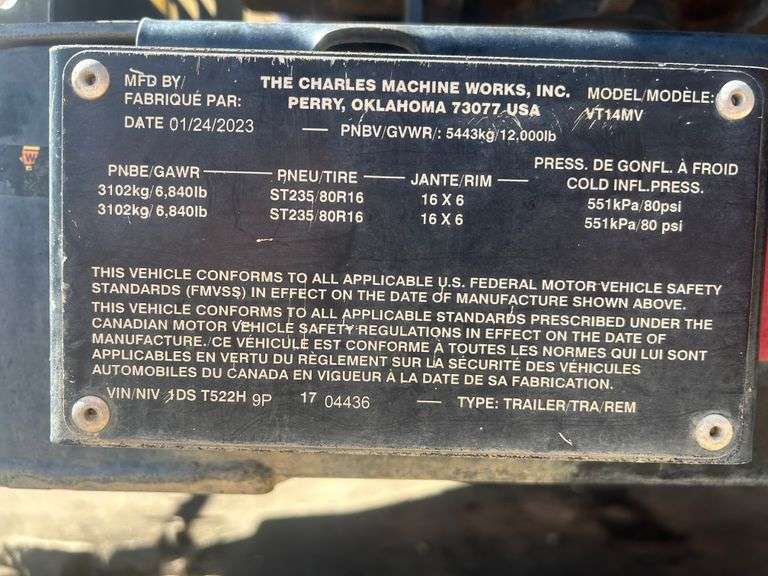 MFD BY/ THE CHARLES MACHINE WORKS, INC. MODEL/MODÈLE:
FABRIQUÉ PAR: PERRY, OKLAHOMA 73077 USA VT14MV
DATE 01/24/2023 — PNBV/GVWR/: 5443kg/12,000lb
PNBE/GAWR — PNEU/TIRE — JANTE/RIM — PRESS. DE GONFL. À FROID
COLD INFL.PRESS.
3102kg/6,840lb ST235/80R16 16 X 6 551kPa/80psi
3102kg/6,840lb ST235/80R16 16 X 6 551kPa/80 psi
THIS VEHICLE CONFORMS TO ALL APPLICABLE U.S. FEDERAL MOTOR VEHICLE SAFETY
STANDARDS (FMVSS) IN EFFECT ON THE DATE OF MANUFACTURE SHOWN ABOVE.
THIS VEHICLE CONFORMS TO ALL APPLICABLE STANDARDS PRESCRIBED UNDER THE
CANADIAN MOTOR VEHICLE SAFETY REGULATIONS IN EFFECT ON THE DATE OF
MANUFACTURE. /CE VÉHICULE EST CONFORME À TOUTES LES NORMES QUI LUI SONT
APPLICABLES EN VERTU DU RÈGLEMENT SUR LA SÉCURITÉ DES VÉHICULES
AUTOMOBILES DU CANADA EN VIGUEUR À LA DATE DE SA FABRICATION.
VIN/NIV 1DS T522H 9P 17 04436 — TYPE: TRAILER/TRA/REM